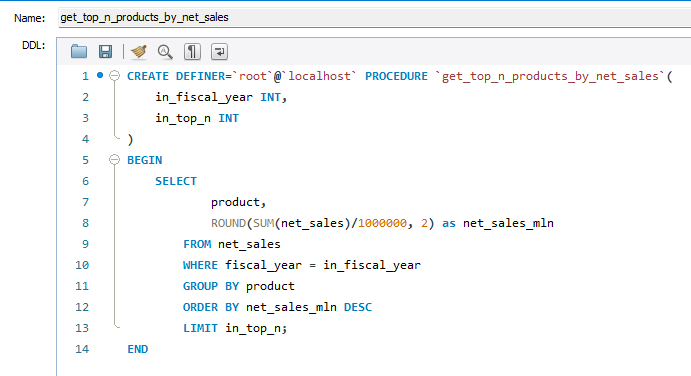 Name: get_top_n_products_by_net_sales
DDL:
1 CREATE DEFINER=`root`@`localhost` PROCEDURE `get_top_n_products_by_net_sales`(
2 in_fiscal_year INT,
3 in_top_n INT
4 )
5 BEGIN
6 SELECT
7 product,
8 ROUND(SUM(net_sales)/1000000, 2) as net_sales_mln
9 FROM net_sales
10 WHERE fiscal_year = in_fiscal_year
11 GROUP BY product
12 ORDER BY net_sales_mln DESC
13 LIMIT in_top_n;
14 END